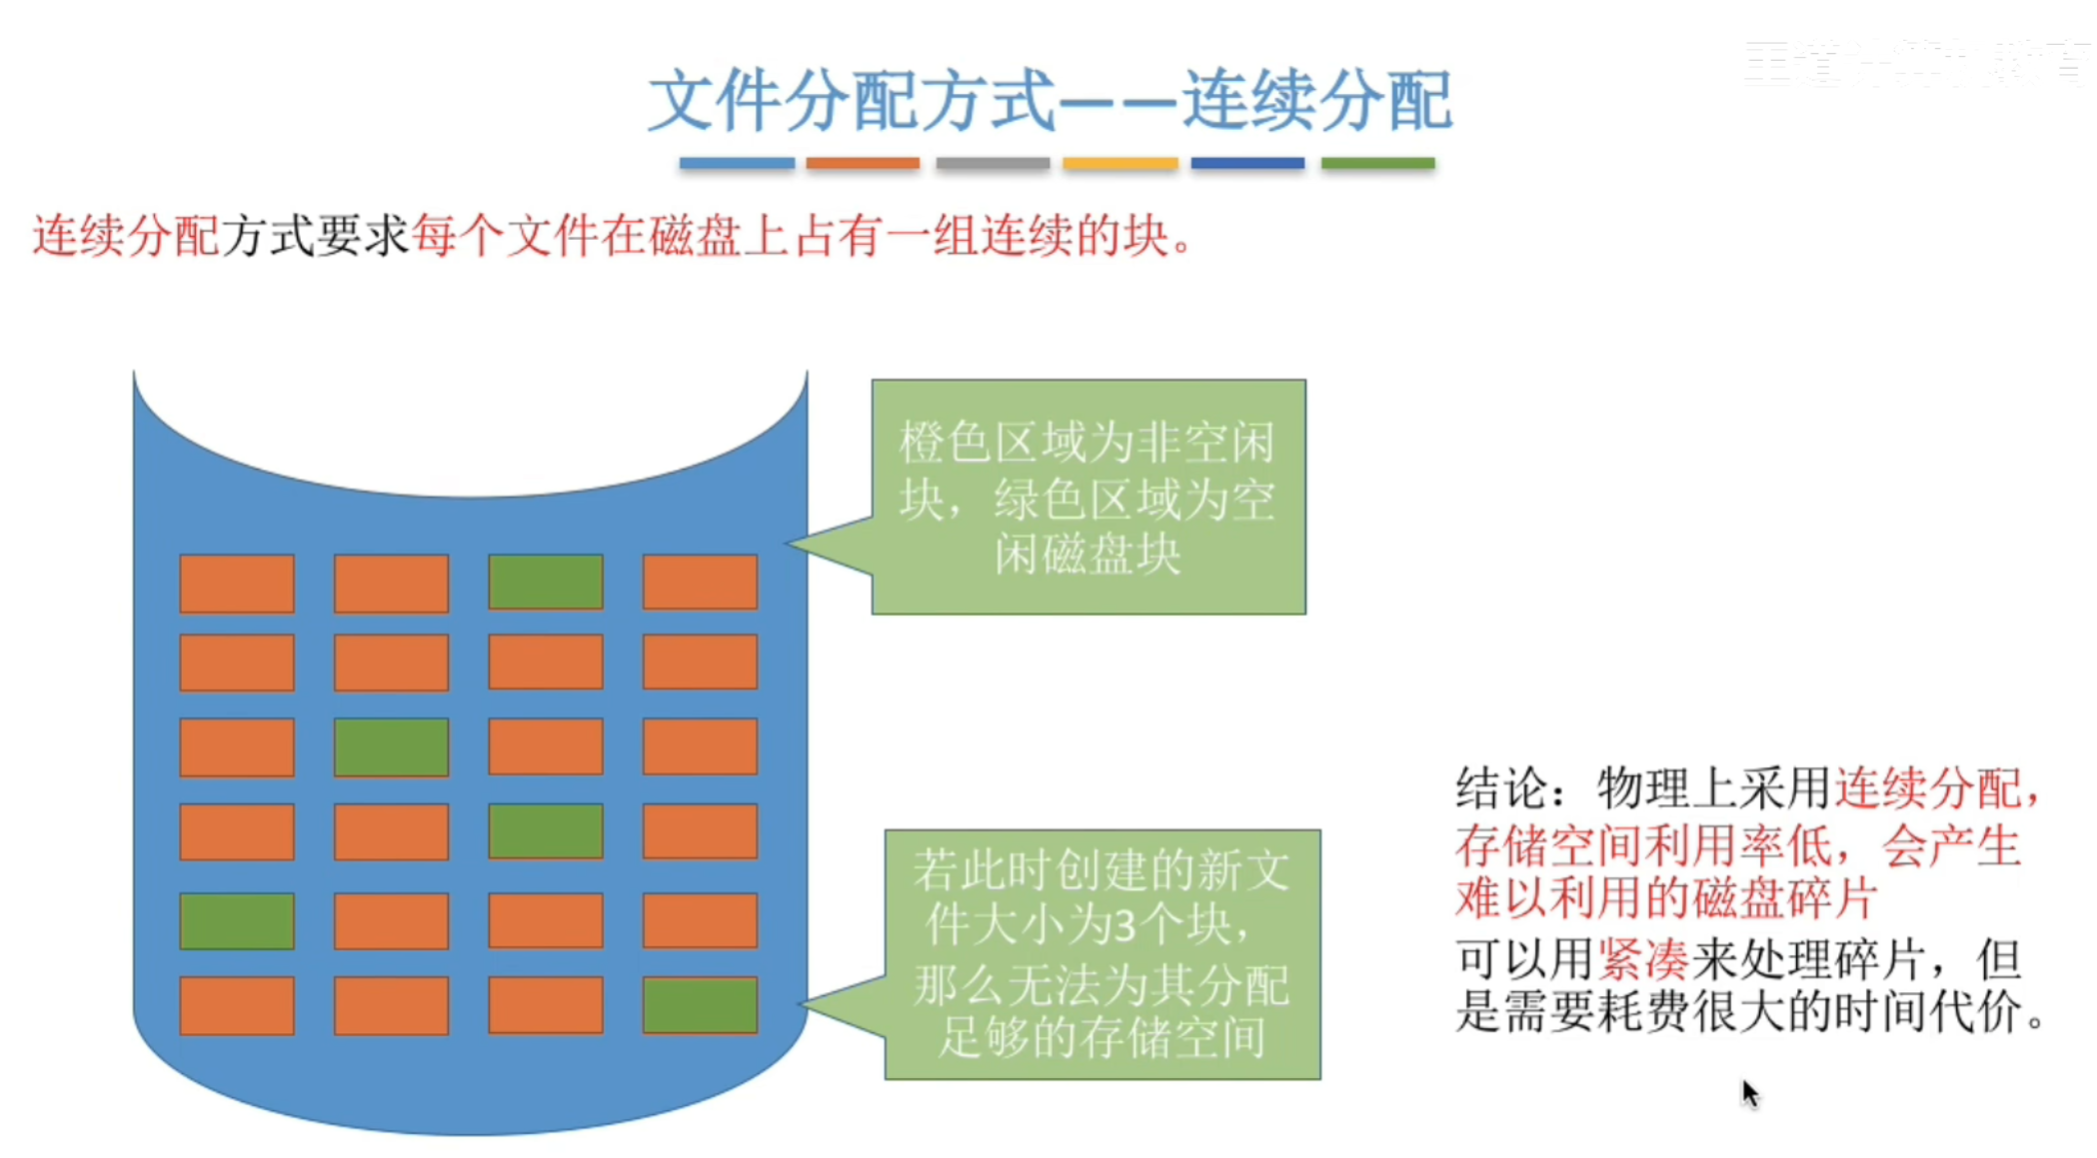 王道计算机教育
文件分配方式——连续分配
连续分配方式要求每个文件在磁盘上占有一组连续的块。
橙色区域为非空闲
块，绿色区域为空
闲磁盘块
若此时创建的新文
件大小为3个块，
那么无法为其分配
足够的存储空间
结论：物理上采用连续分配，
存储空间利用率低，会产生
难以利用的磁盘碎片
可以用紧凑来处理碎片，但
是需要耗费很大的时间代价。